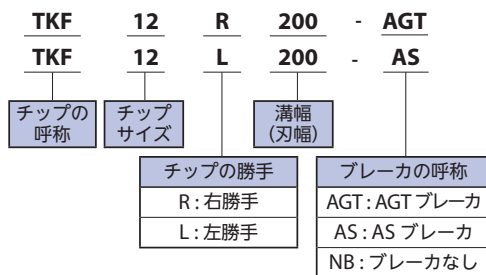 TKF 12 R 200 - AGT
TKF 12 L 200 - AS
チップの呼称
チップサイズ
溝幅(刃幅)
チップの勝手
R:右勝手
L:左勝手
ブレーカの呼称
AGT:AGT ブレーカ
AS:AS ブレーカ
NB:ブレーカなし